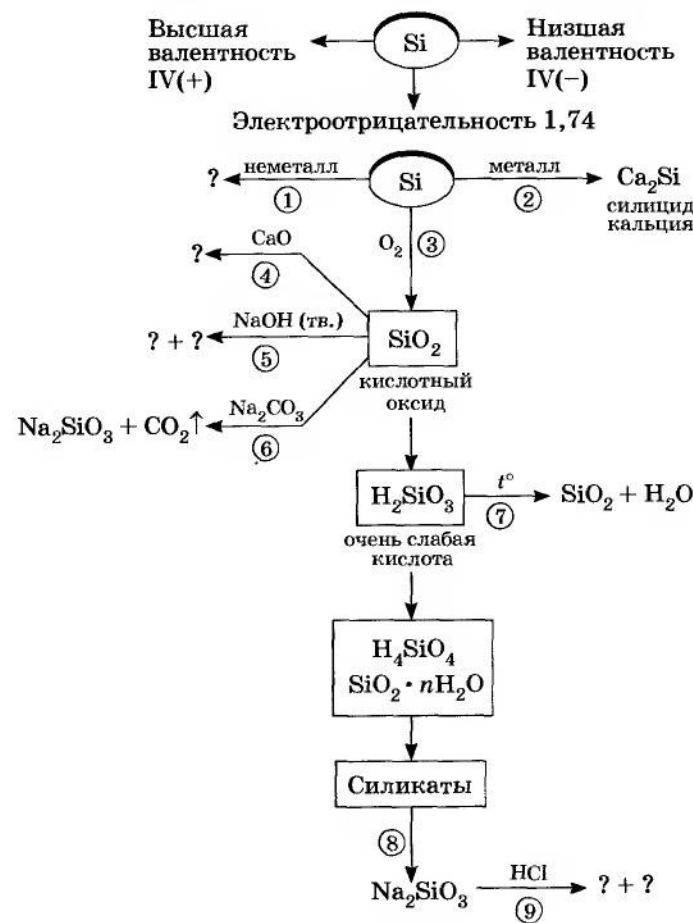 Высшая
валентность
IV(+)
Si
Низшая
валентность
IV(−)
Электроотрицательность 1,74
?
неметалл
①
Si
металл
②
Ca₂Si
силицид
кальция
O₂ ③
?
CaO
④
? + ?
NaOH (тв.)
⑤
SiO₂
кислотный
оксид
Na₂SiO₃ + CO₂↑
Na₂CO₃
⑥
H₂SiO₃
t°
⑦
SiO₂ + H₂O
очень слабая
кислота
H₄SiO₄
SiO₂ · nH₂O
Силикаты
⑧
Na₂SiO₃
HCl
⑨
? + ?